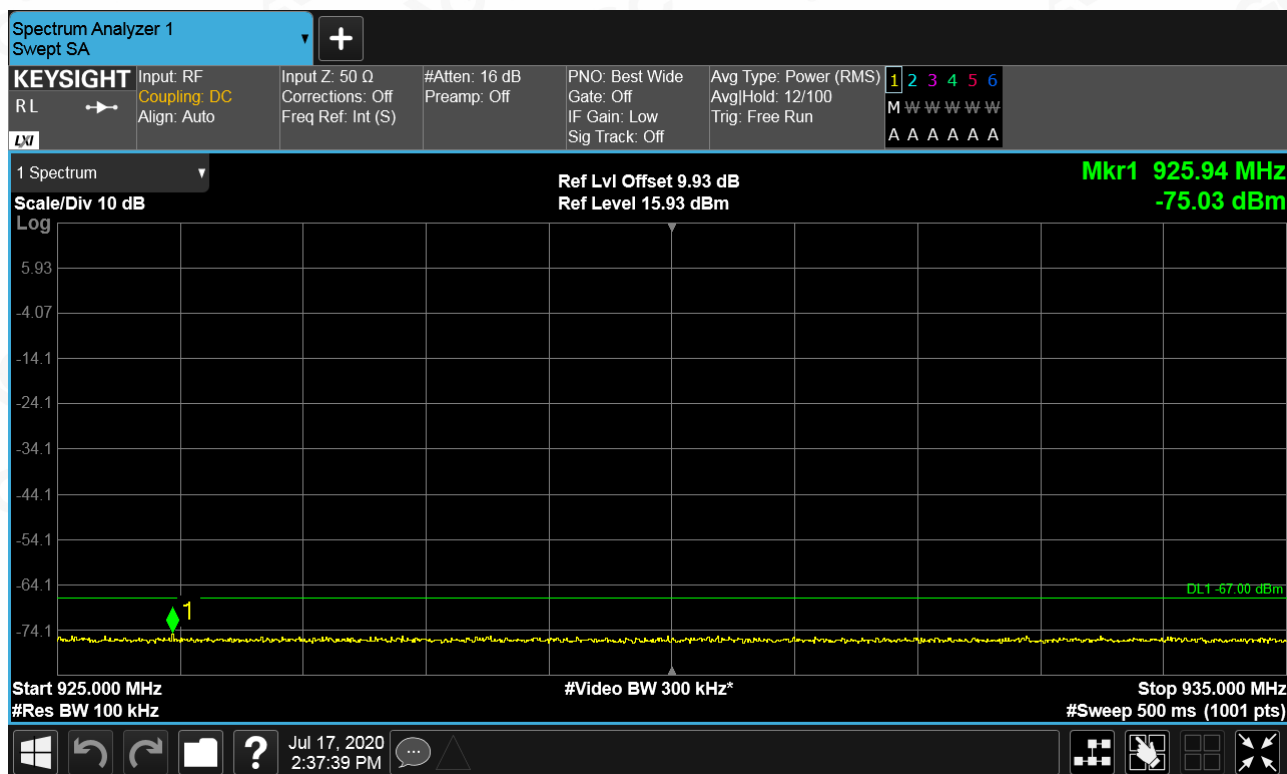 Spectrum Analyzer 1
Swept SA
KEYSIGHT
R L
LXI
Input: RF
Coupling: DC
Align: Auto
Input Z: 50 Ω
Corrections: Off
Freq Ref: Int (S)
#Atten: 16 dB
Preamp: Off
PNO: Best Wide
Gate: Off
IF Gain: Low
Sig Track: Off
Avg Type: Power (RMS)
Avg|Hold: 12/100
Trig: Free Run
1 2 3 4 5 6
M W W W W W
A A A A A A
1 Spectrum
Scale/Div 10 dB
Log
Ref Lvl Offset 9.93 dB
Ref Level 15.93 dBm
Mkr1 925.94 MHz
-75.03 dBm
5.93
-4.07
-14.1
-24.1
-34.1
-44.1
-54.1
-64.1
DL1 -67.00 dBm
1
-74.1
Start 925.000 MHz
#Res BW 100 kHz
#Video BW 300 kHz*
Stop 935.000 MHz
#Sweep 500 ms (1001 pts)
?
Jul 17, 2020
2:37:39 PM